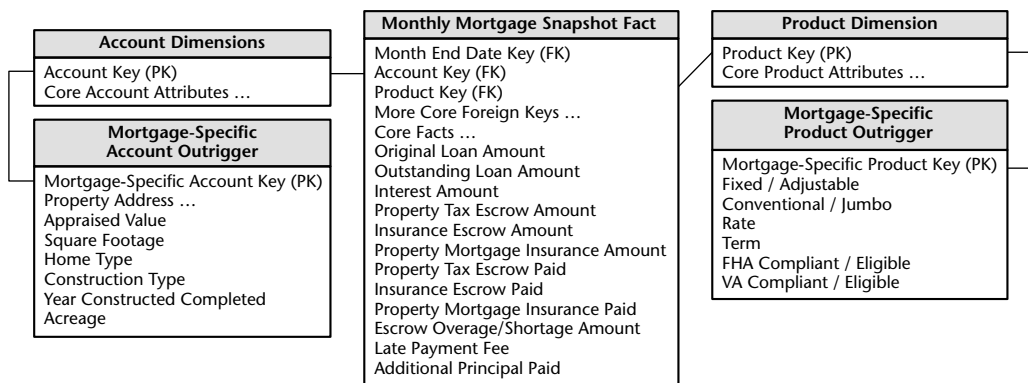 Account Dimensions
Account Key (PK)
Core Account Attributes ...
Mortgage-Specific
Account Outrigger
Mortgage-Specific Account Key (PK)
Property Address ...
Appraised Value
Square Footage
Home Type
Construction Type
Year Constructed Completed
Acreage
Monthly Mortgage Snapshot Fact
Month End Date Key (FK)
Account Key (FK)
Product Key (FK)
More Core Foreign Keys ...
Core Facts ...
Original Loan Amount
Outstanding Loan Amount
Interest Amount
Property Tax Escrow Amount
Insurance Escrow Amount
Property Mortgage Insurance Amount
Property Tax Escrow Paid
Insurance Escrow Paid
Property Mortgage Insurance Paid
Escrow Overage/Shortage Amount
Late Payment Fee
Additional Principal Paid
Product Dimension
Product Key (PK)
Core Product Attributes ...
Mortgage-Specific
Product Outrigger
Mortgage-Specific Product Key (PK)
Fixed / Adjustable
Conventional / Jumbo
Rate
Term
FHA Compliant / Eligible
VA Compliant / Eligible